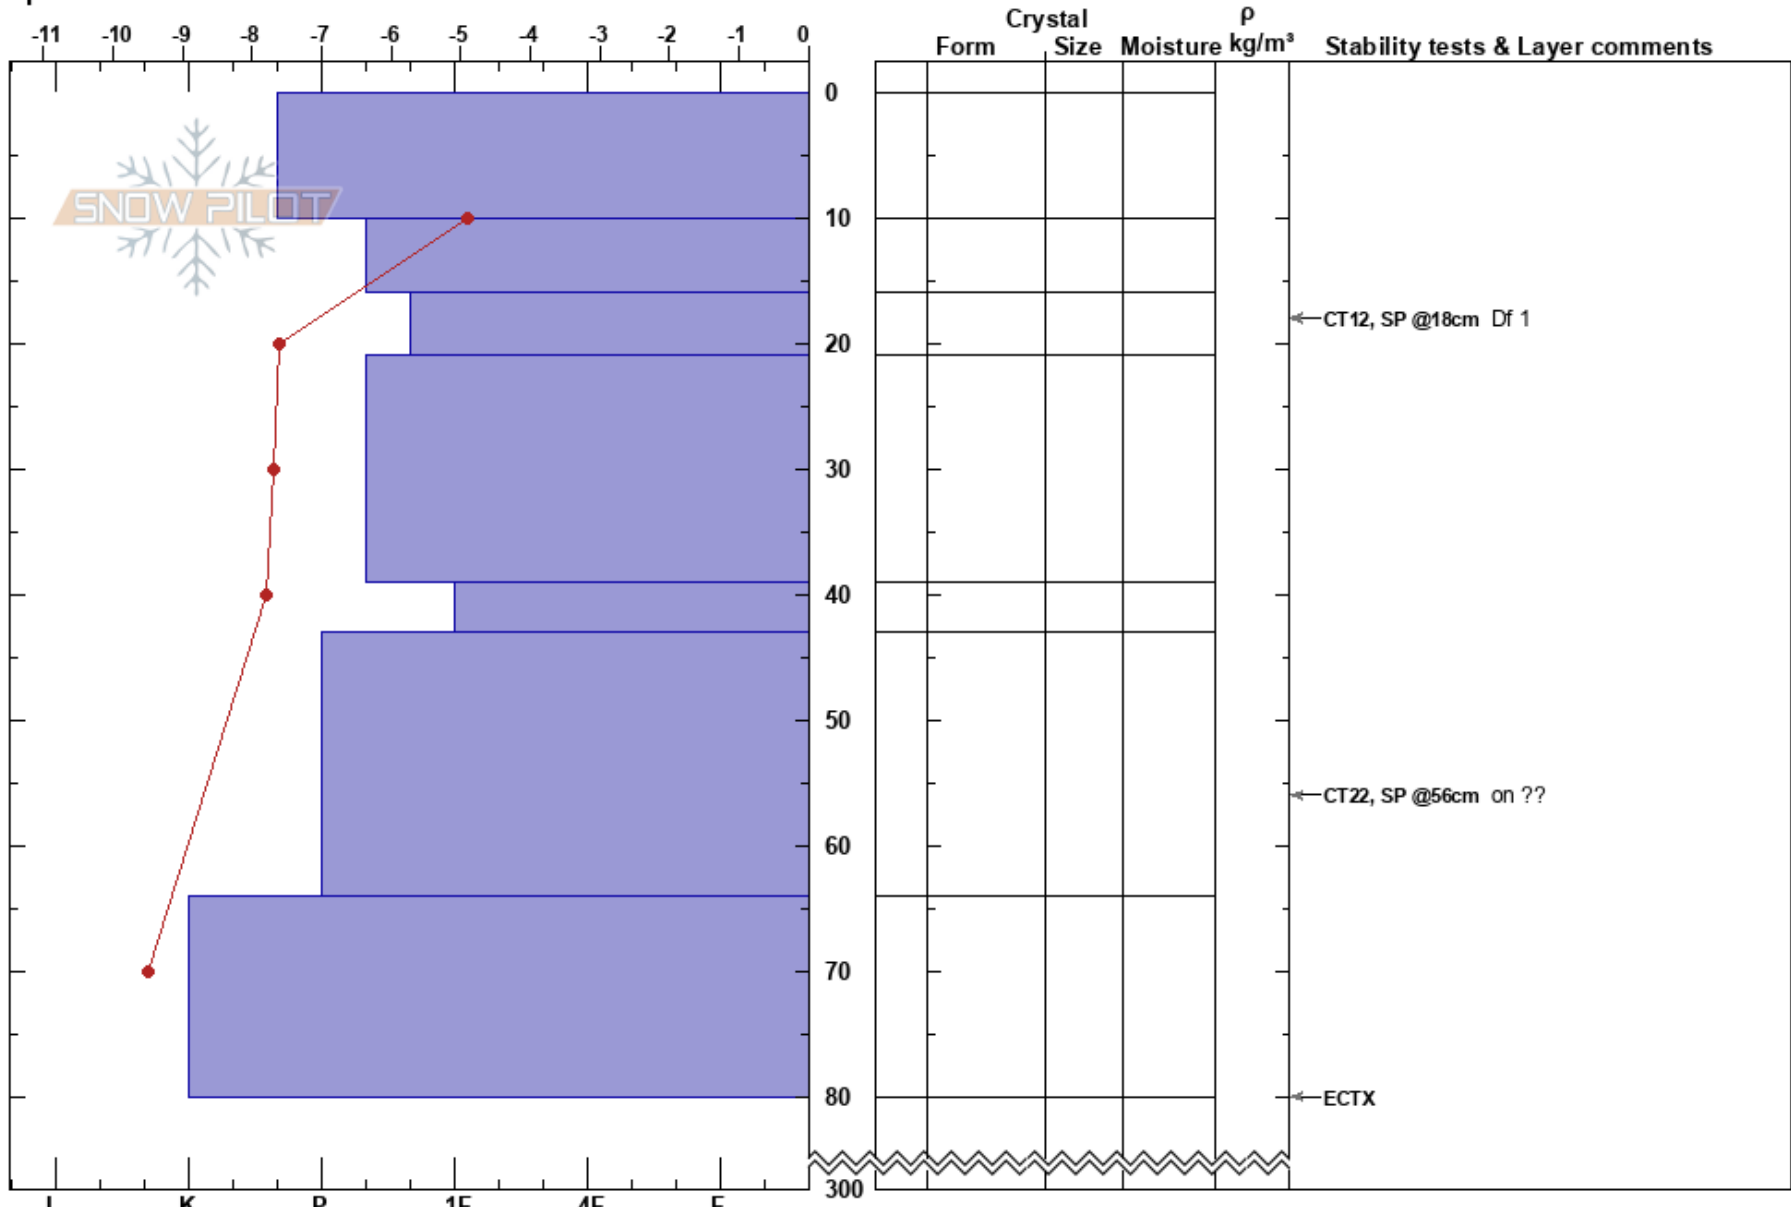 -11 -10 -9 -8 -7 -6 -5 -4 -3 -2 -1 0
Crystal
ρ
Form Size Moisture kg/m³ Stability tests & Layer comments
0
SNOW PILOT
10
CT12, SP @18cm Df 1
20
30
40
50
CT22, SP @56cm on ??
60
70
80
ECTX
300
I K P 1F 4F F